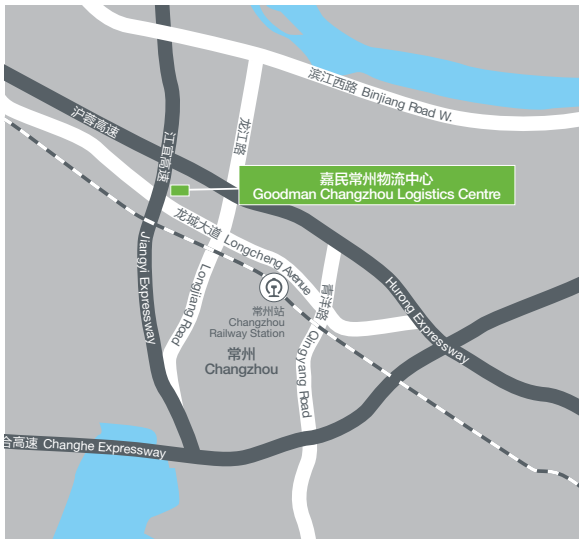 滨江西路 Binjiang Road W.
沪蓉高速
江宜高速
龙江路
嘉民常州物流中心
Goodman Changzhou Logistics Centre
龙城大道 Longcheng Avenue
Jiangyi Expressway
Longjiang Road
青洋路
Qingyang Road
Hurong Expressway
常州站
Changzhou
Railway Station
常州
Changzhou
合高速 Changhe Expressway